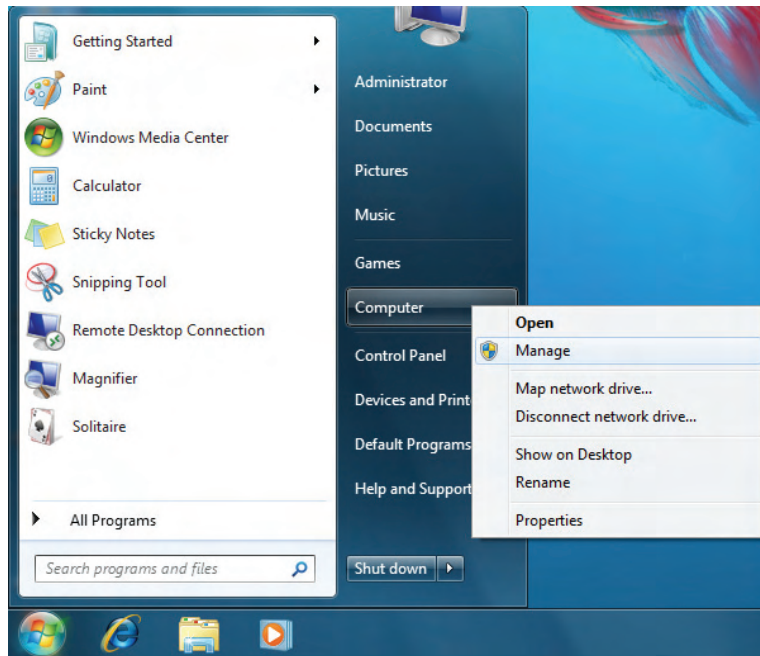 Getting Started
Paint
Windows Media Center
Calculator
Sticky Notes
Snipping Tool
Remote Desktop Connection
Magnifier
Solitaire
All Programs
Search programs and files
Administrator
Documents
Pictures
Music
Games
Computer
Control Panel
Devices and Print
Default Programs
Help and Support
Shut down
Open
Manage
Map network drive...
Disconnect network drive...
Show on Desktop
Rename
Properties